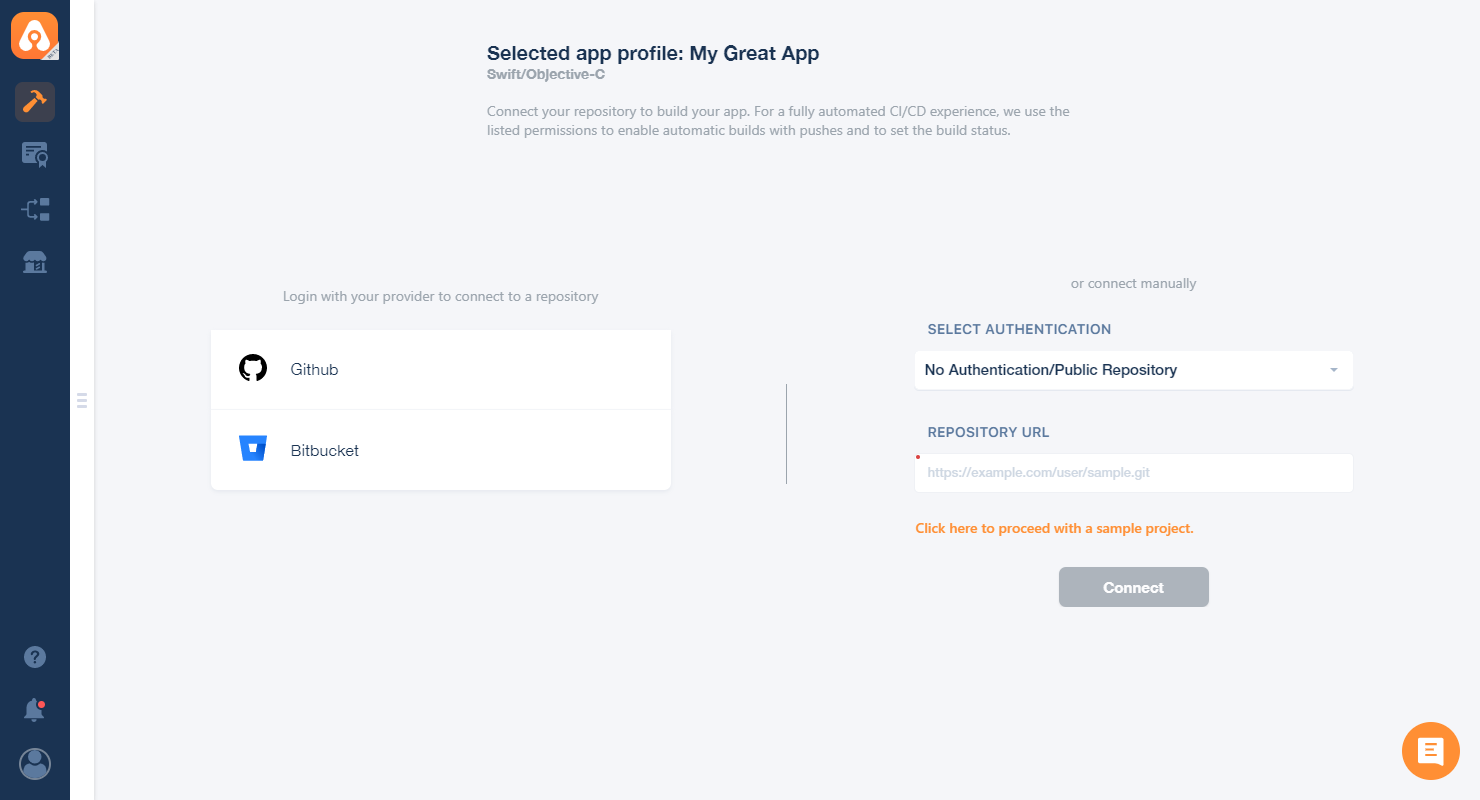 BETA
Selected app profile: My Great App
Swift/Objective-C
Connect your repository to build your app. For a fully automated CI/CD experience, we use the
listed permissions to enable automatic builds with pushes and to set the build status.
Login with your provider to connect to a repository
Github
Bitbucket
or connect manually
SELECT AUTHENTICATION
No Authentication/Public Repository
REPOSITORY URL
https://example.com/user/sample.git
Click here to proceed with a sample project.
Connect